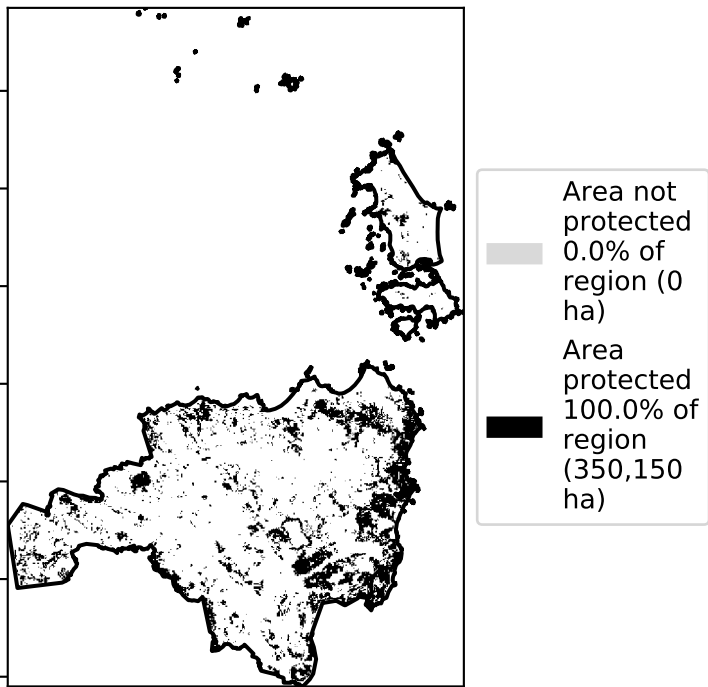 Area not
protected
0.0% of
region (0
ha)
Area
protected
100.0% of
region
(350,150
ha)